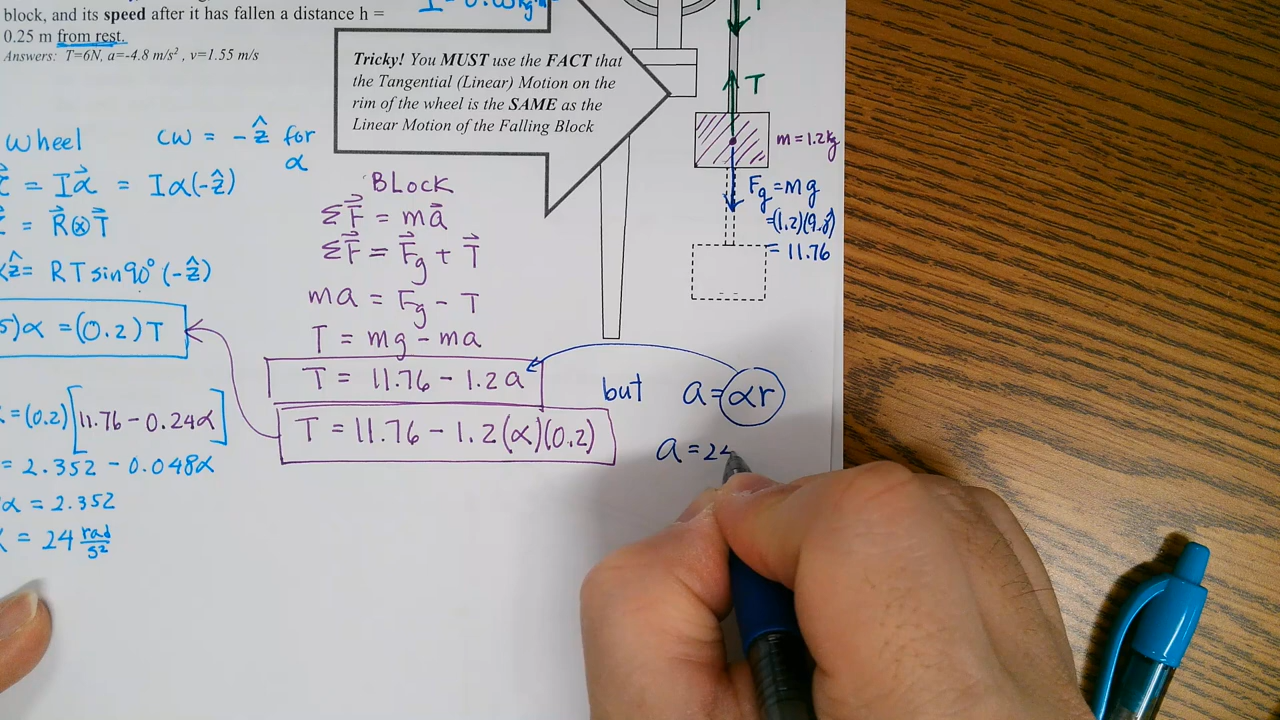 block, and its speed after it has fallen a distance h =
0.25 m from rest.
Answers: T=6N, a=-4.8 m/s² , v=1.55 m/s
Tricky! You MUST use the FACT that
the Tangential (Linear) Motion on the
rim of the wheel is the SAME as the
Linear Motion of the Falling Block
T
T
m = 1.2kg
Fg = mg
=(1.2)(9.8)
= 11.76
Wheel CW = -ẑ for
α
= Iα⃗ = Iα(-ẑ)
= R⃗⊗T⃗
αẑ= RT sin90° (-ẑ)
5)α = (0.2)T
=(0.2)[11.76 - 0.24α]
= 2.352 - 0.048α
α = 2.352
= 24 rad/s²
BLock
ΣF⃗ = ma⃗
ΣF⃗ = F⃗g + T⃗
ma = Fg - T
T = mg - ma
T = 11.76 - 1.2a
T = 11.76 - 1.2(α)(0.2)
but a = αr
a = 24